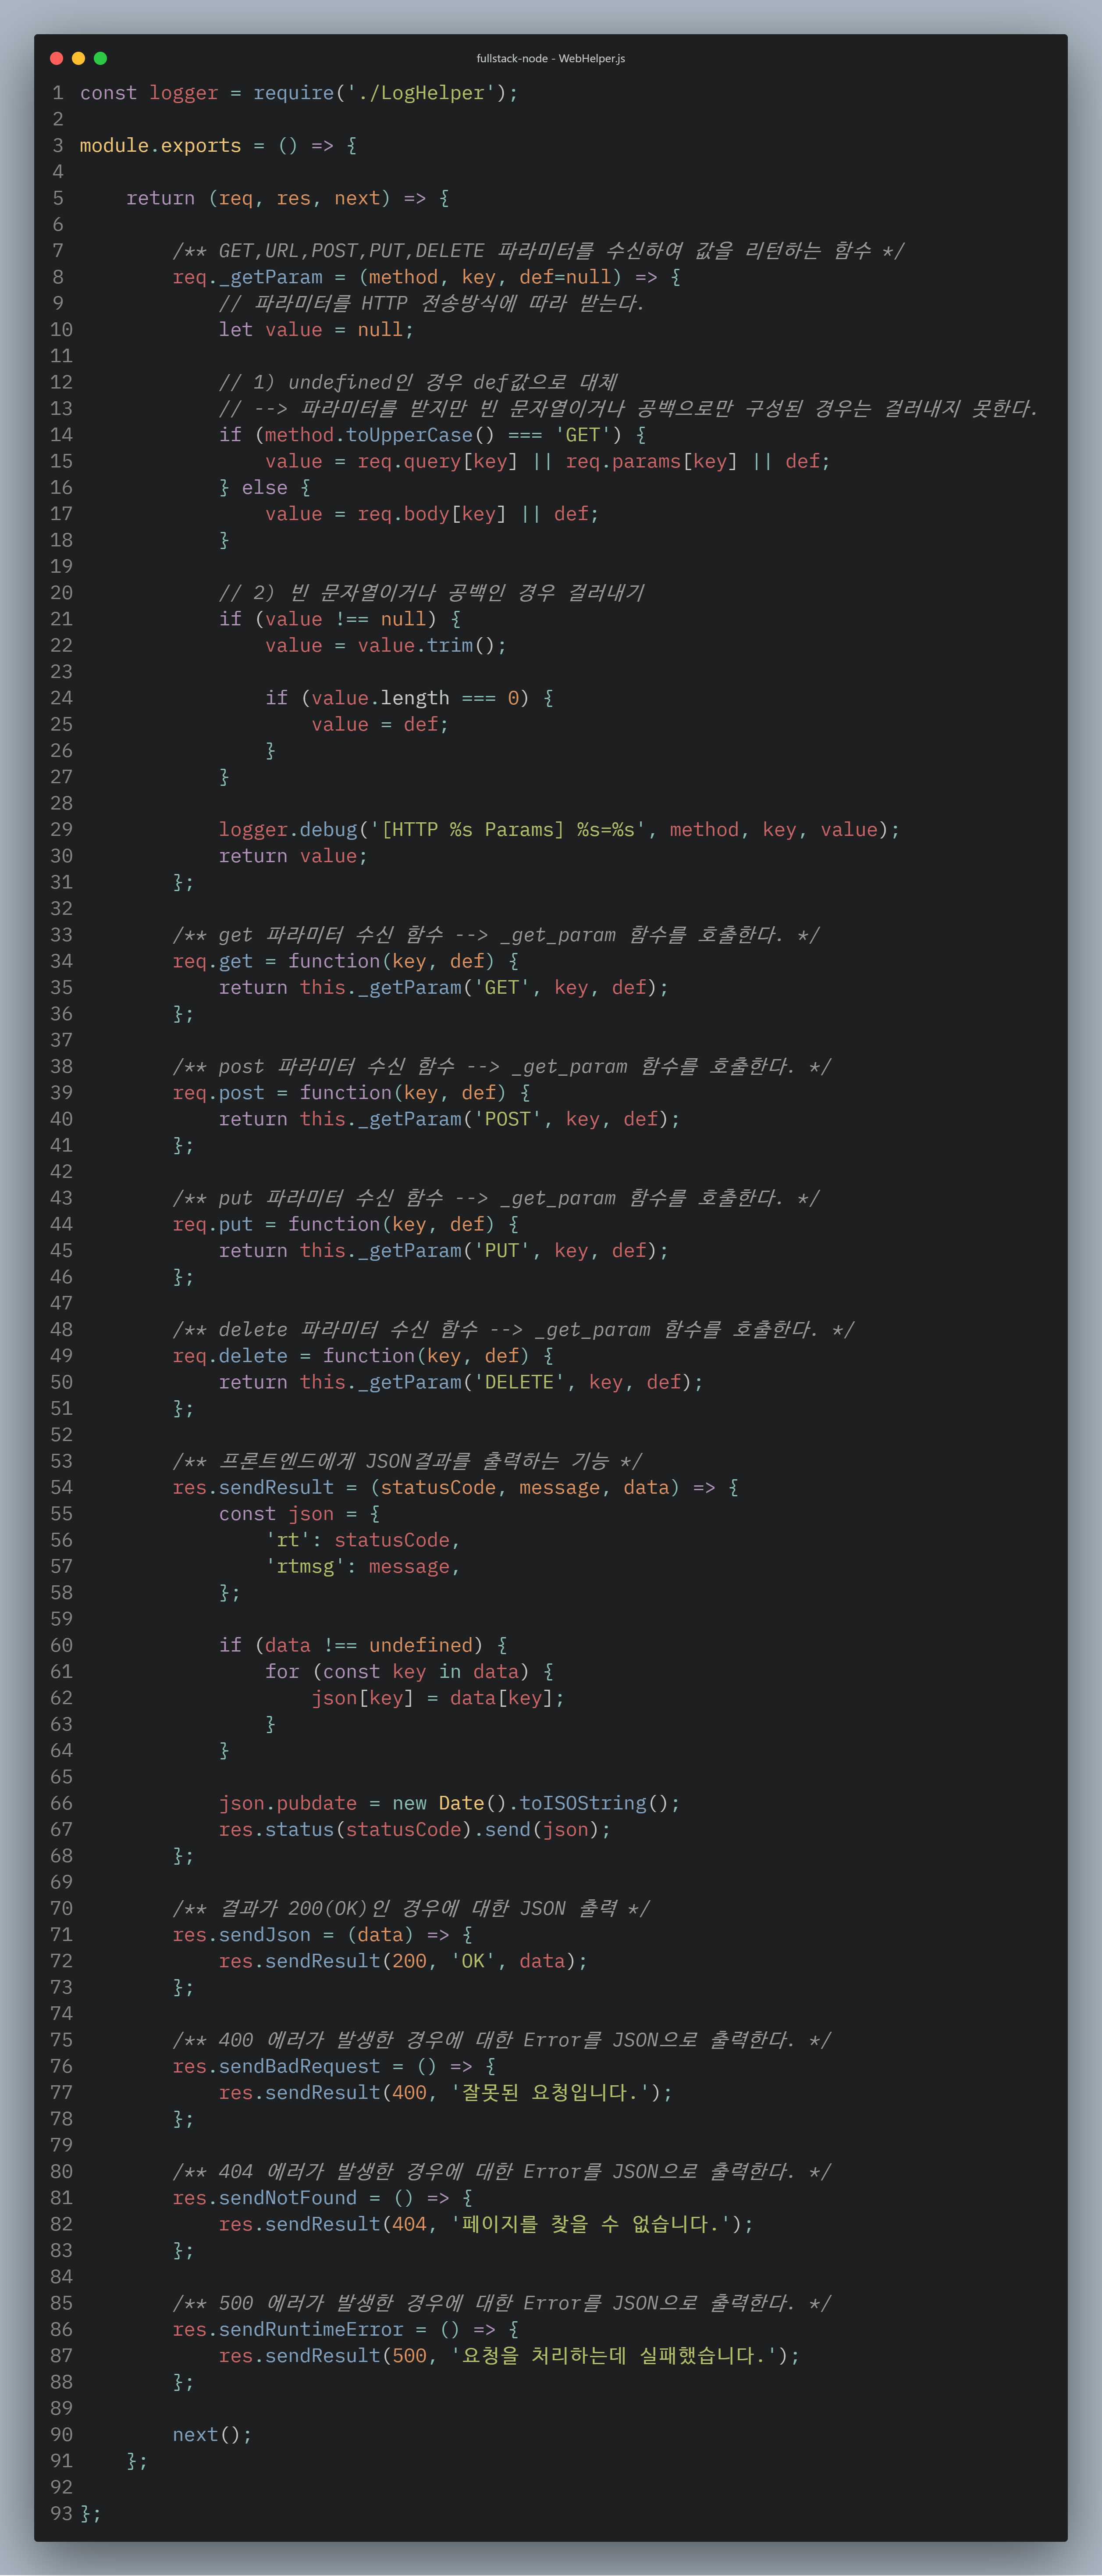 fullstack-node - WebHelper.js
1 const logger = require('./LogHelper');
2
3 module.exports = () => {
4
5     return (req, res, next) => {
6
7         /** GET,URL,POST,PUT,DELETE 파라미터를 수신하여 값을 리턴하는 함수 */
8         req._getParam = (method, key, def=null) => {
9             // 파라미터를 HTTP 전송방식에 따라 받는다.
10             let value = null;
11
12             // 1) undefined인 경우 def값으로 대체
13             // --> 파라미터를 받지만 빈 문자열이거나 공백으로만 구성된 경우는 걸러내지 못한다.
14             if (method.toUpperCase() === 'GET') {
15                 value = req.query[key] || req.params[key] || def;
16             } else {
17                 value = req.body[key] || def;
18             }
19
20             // 2) 빈 문자열이거나 공백인 경우 걸러내기
21             if (value !== null) {
22                 value = value.trim();
23
24                 if (value.length === 0) {
25                     value = def;
26                 }
27             }
28
29             logger.debug('[HTTP %s Params] %s=%s', method, key, value);
30             return value;
31         };
32
33         /** get 파라미터 수신 함수 --> _get_param 함수를 호출한다. */
34         req.get = function(key, def) {
35             return this._getParam('GET', key, def);
36         };
37
38         /** post 파라미터 수신 함수 --> _get_param 함수를 호출한다. */
39         req.post = function(key, def) {
40             return this._getParam('POST', key, def);
41         };
42
43         /** put 파라미터 수신 함수 --> _get_param 함수를 호출한다. */
44         req.put = function(key, def) {
45             return this._getParam('PUT', key, def);
46         };
47
48         /** delete 파라미터 수신 함수 --> _get_param 함수를 호출한다. */
49         req.delete = function(key, def) {
50             return this._getParam('DELETE', key, def);
51         };
52
53         /** 프론트엔드에게 JSON결과를 출력하는 기능 */
54         res.sendResult = (statusCode, message, data) => {
55             const json = {
56                 'rt': statusCode,
57                 'rtmsg': message,
58             };
59
60             if (data !== undefined) {
61                 for (const key in data) {
62                     json[key] = data[key];
63                 }
64             }
65
66             json.pubdate = new Date().toISOString();
67             res.status(statusCode).send(json);
68         };
69
70         /** 결과가 200(OK)인 경우에 대한 JSON 출력 */
71         res.sendJson = (data) => {
72             res.sendResult(200, 'OK', data);
73         };
74
75         /** 400 에러가 발생한 경우에 대한 Error를 JSON으로 출력한다. */
76         res.sendBadRequest = () => {
77             res.sendResult(400, '잘못된 요청입니다.');
78         };
79
80         /** 404 에러가 발생한 경우에 대한 Error를 JSON으로 출력한다. */
81         res.sendNotFound = () => {
82             res.sendResult(404, '페이지를 찾을 수 없습니다.');
83         };
84
85         /** 500 에러가 발생한 경우에 대한 Error를 JSON으로 출력한다. */
86         res.sendRuntimeError = () => {
87             res.sendResult(500, '요청을 처리하는데 실패했습니다.');
88         };
89
90         next();
91     };
92
93 };